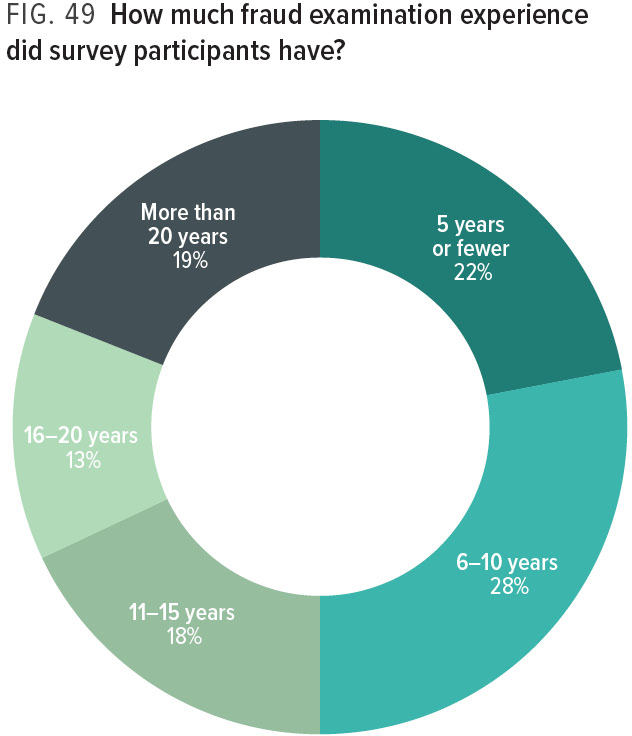 FIG. 49 How much fraud examination experience
did survey participants have?
More than
20 years
19%
5 years
or fewer
22%
16–20 years
13%
6–10 years
28%
11–15 years
18%